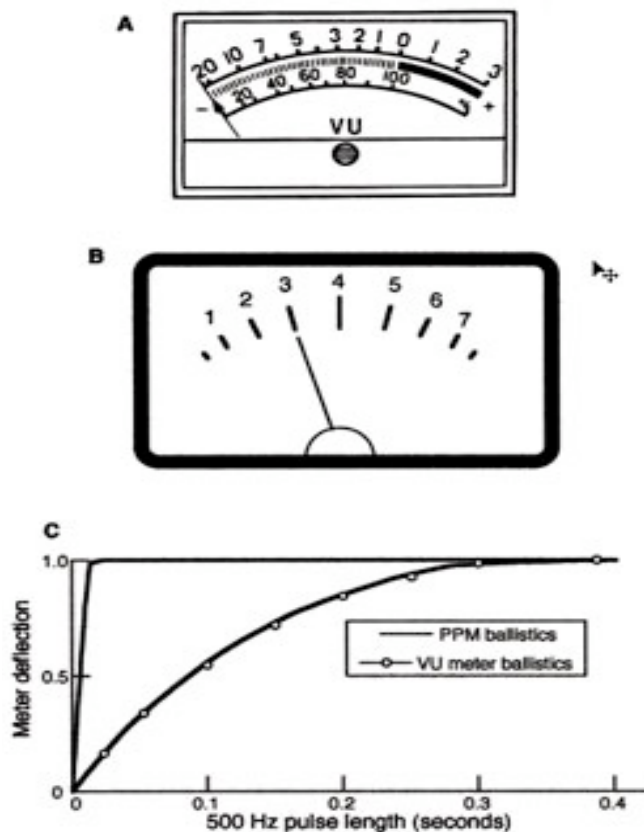 A
20 10 7 5 3 2 1 0 1 2 3
- 20 40 60 80 100 % +
VU
B
1 2 3 4 5 6 7
C
Meter deflection
1.0
0.5
0
PPM ballistics
VU meter ballistics
0 0.1 0.2 0.3 0.4
500 Hz pulse length (seconds)